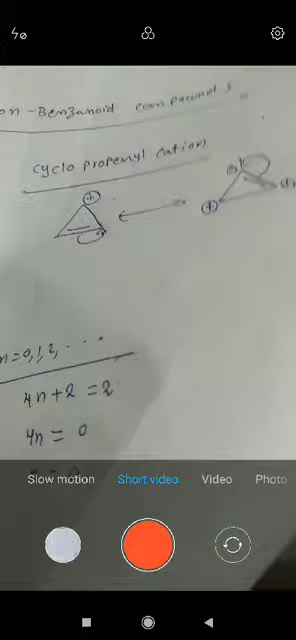 on-Benzenoid compounds.
cyclo propenyl cation
n=0,1,2, ...
4n+2 =2
4n = 0
Slow motion Short video Video Photo